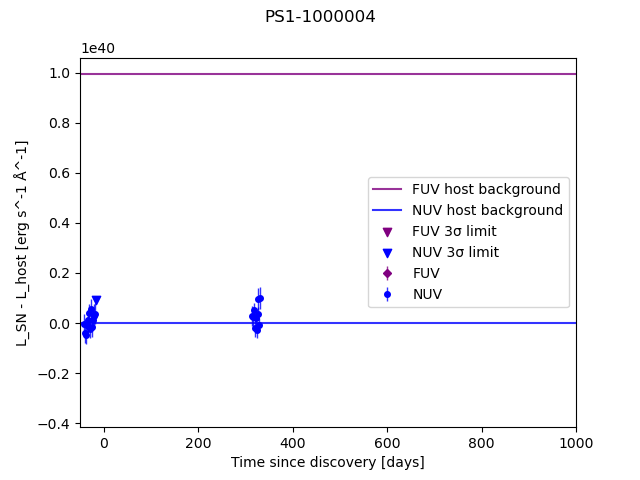 PS1-1000004
1e40
1.0
0.8
0.6
0.4
0.2
0.0
−0.2
−0.4
L_SN - L_host [erg s^-1 Å^-1]
FUV host background
NUV host background
FUV 3σ limit
NUV 3σ limit
FUV
NUV
0 200 400 600 800 1000
Time since discovery [days]